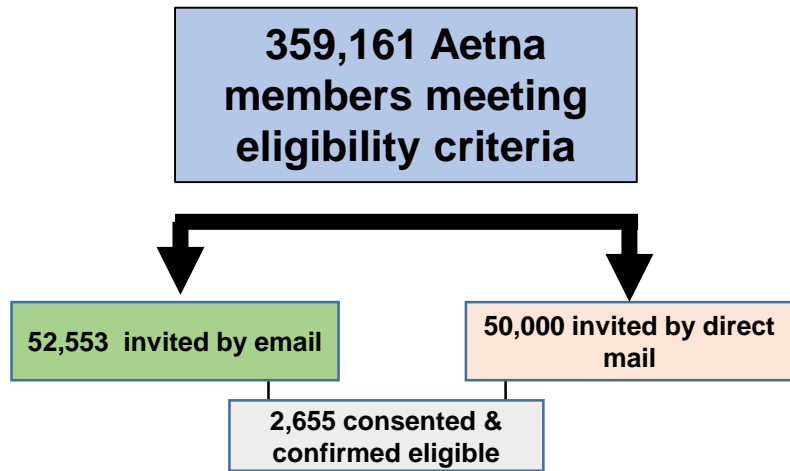 359,161 Aetna
members meeting
eligibility criteria
52,553 invited by email
50,000 invited by direct
mail
2,655 consented &
confirmed eligible